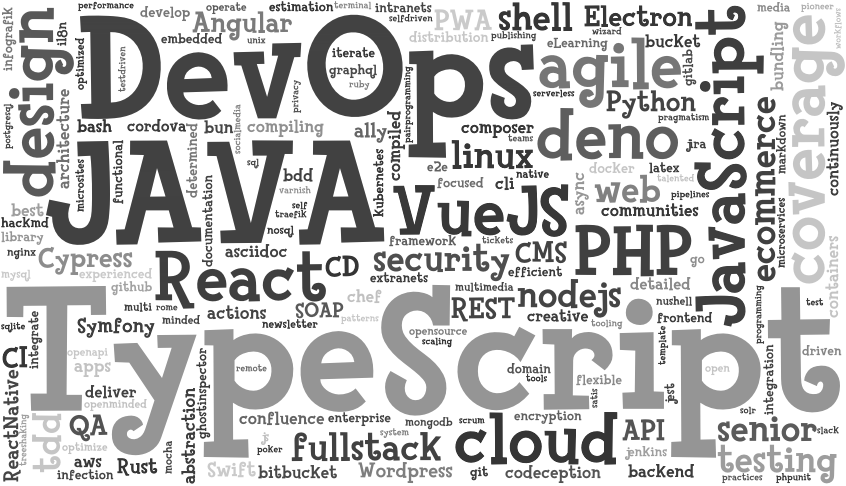 performance
develop
operate
estimation
terminal
intranets
selfdriven
PWA
shell
Electron
media
pioneer
infografik
design
i18n
optimized
testdriven
DevOps
Angular
embedded
unix
iterate
graphql
ruby
privacy
distribution
publishing
wizard
eLearning
bucket
gitlab
agile
serverless
Python
pragmatism
JavaScript
bundling
coverage
workflows
continuously
postgresql
architecture
bash
cordova
bun
compiling
socialmedia
ally
compiled
pairprogramming
composer
teams
deno
jra
ecommerce
markdown
microsites
functional
JAVA
determined
sql
bdd
varnish
self
traefik
nosql
kubernetes
e2e
linux
native
focused
cli
docker
latex
talented
async
web
pipelines
communities
microservices
containers
best
hackmd
library
nginx
mysql
Cypress
experienced
github
documentation
asciidoc
VueJS
framework
tickets
security
extranets
CMS
efficient
PHP
go
React
CD
multi
rome
minded
actions
SOAP
chef
patterns
newsletter
multimedia
REST
nodejs
creative
tooling
detailed
nushell
frontend
programming
test
sqlite
integrate
Symfony
TypeScript
opensource
scaling
template
driven
CI
openapi
apps
remote
domain
tools
flexible
satis
jest
open
integration
ReactNative
treeshaking
deliver
openminded
tdd
QA
optimize
aws
infection
Rust
mocha
abstraction
ghostinspector
confluence
enterprise
mongodb
scrum
encryption
solr
slack
js
poker
system
fullstack
cloud
API
jenkins
senior
testing
Swift
bitbucket
Wordpress
git
codeception
backend
practices
phpunit